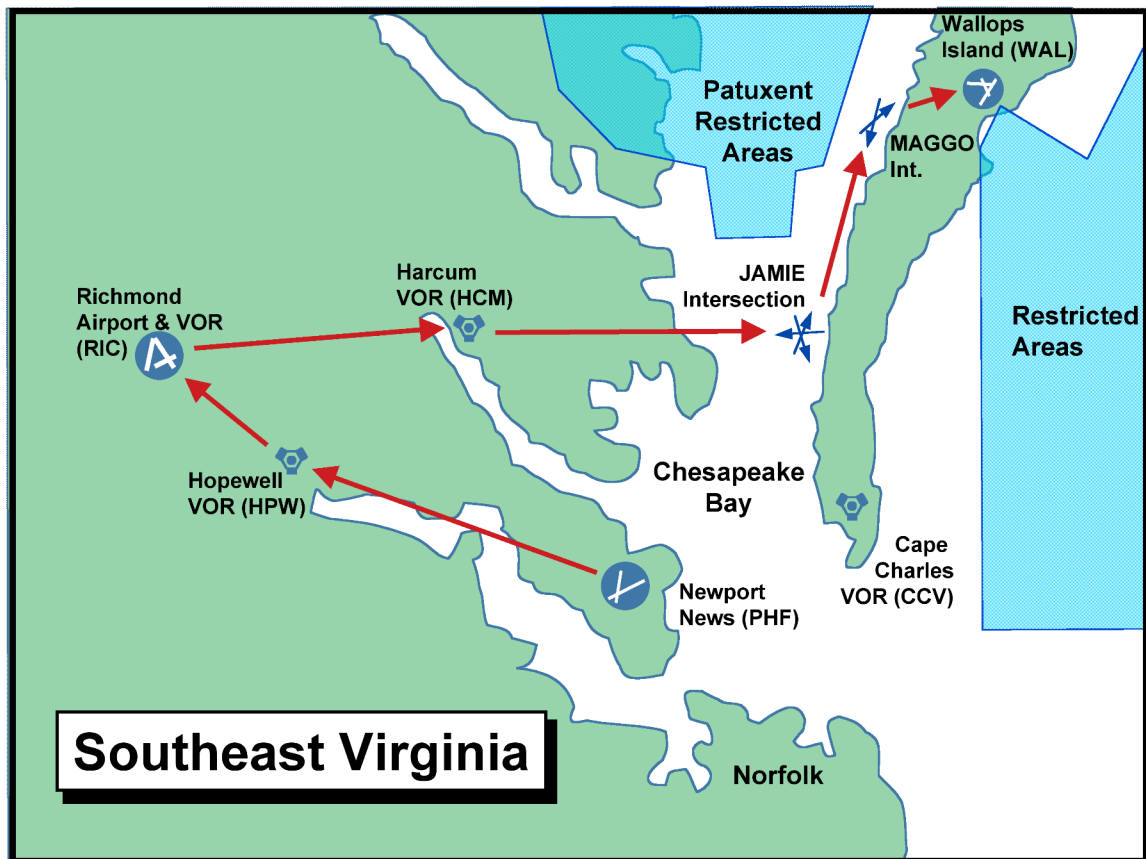 Wallops
Island (WAL)
Patuxent
Restricted
Areas
MAGGO
Int.
JAMIE
Intersection
Harcum
VOR (HCM)
Richmond
Airport & VOR
(RIC)
Restricted
Areas
Hopewell
VOR (HPW)
Chesapeake
Bay
Cape
Charles
VOR (CCV)
Newport
News (PHF)
Southeast Virginia
Norfolk